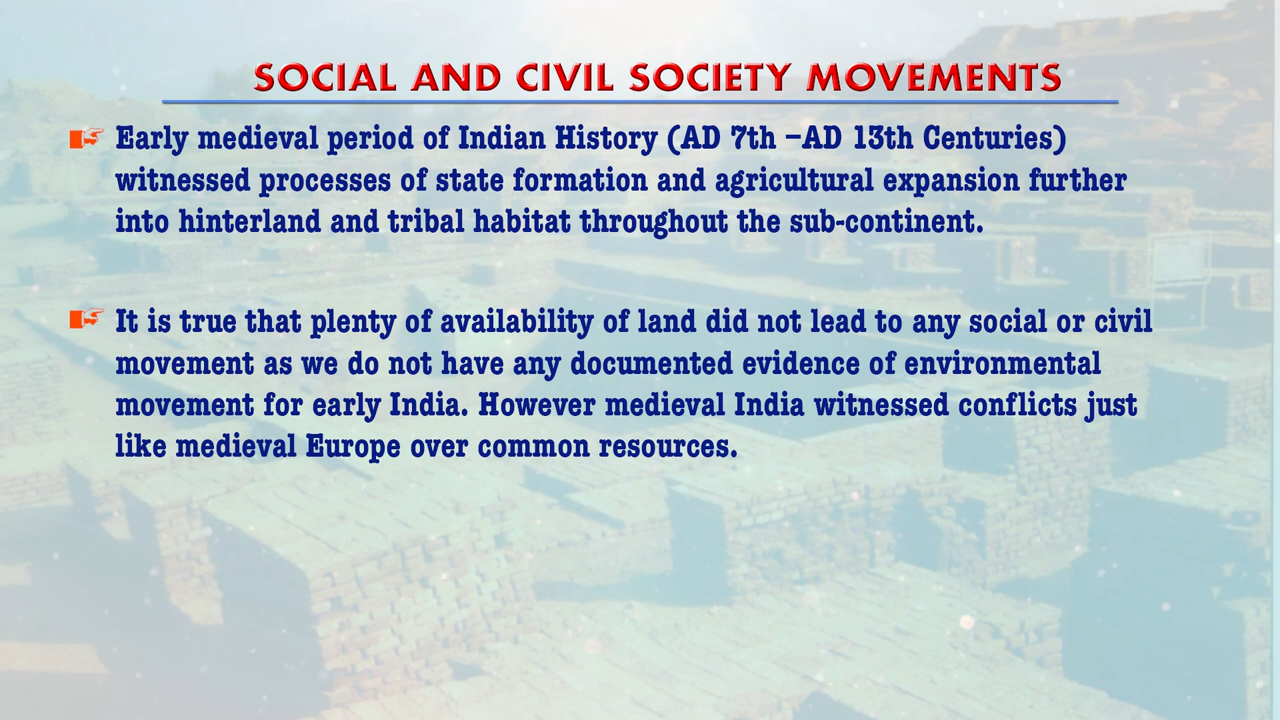 SOCIAL AND CIVIL SOCIETY MOVEMENTS
Early medieval period of Indian History (AD 7th –AD 13th Centuries)
witnessed processes of state formation and agricultural expansion further
into hinterland and tribal habitat throughout the sub-continent.
It is true that plenty of availability of land did not lead to any social or civil
movement as we do not have any documented evidence of environmental
movement for early India. However medieval India witnessed conflicts just
like medieval Europe over common resources.